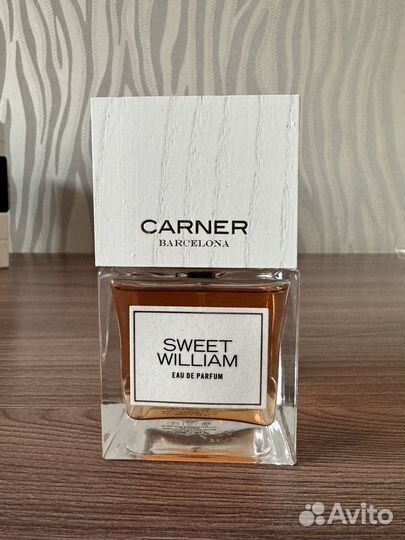 CARNER
BARCELONA
SWEET
WILLIAM
EAU DE PARFUM
Avito